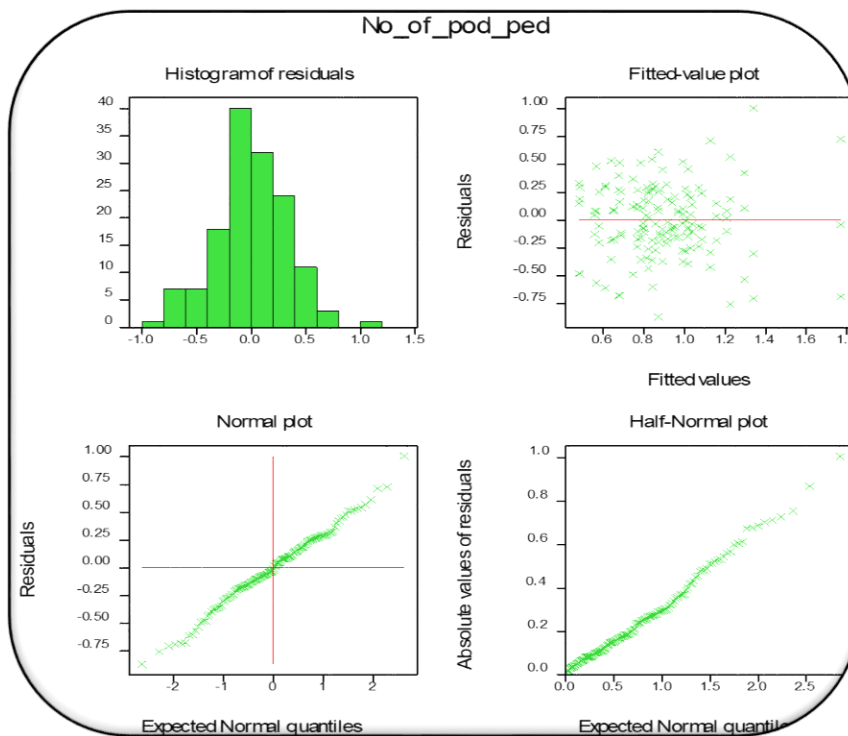 No_of_pod_ped
Histogram of residuals
40
35
30
25
20
15
10
5
0
-1.0 -0.5 0.0 0.5 1.0 1.5
Fitted-value plot
Residuals
1.00
0.75
0.50
0.25
0.00
-0.25
-0.50
-0.75
0.6 0.8 1.0 1.2 1.4 1.6
Fitted values
Normal plot
Residuals
1.00
0.75
0.50
0.25
0.00
-0.25
-0.50
-0.75
-2 -1 0 1 2
Expected Normal quantiles
Half-Normal plot
Absolute values of residuals
1.0
0.8
0.6
0.4
0.2
0.0
0.0 0.5 1.0 1.5 2.0 2.5
Expected Normal